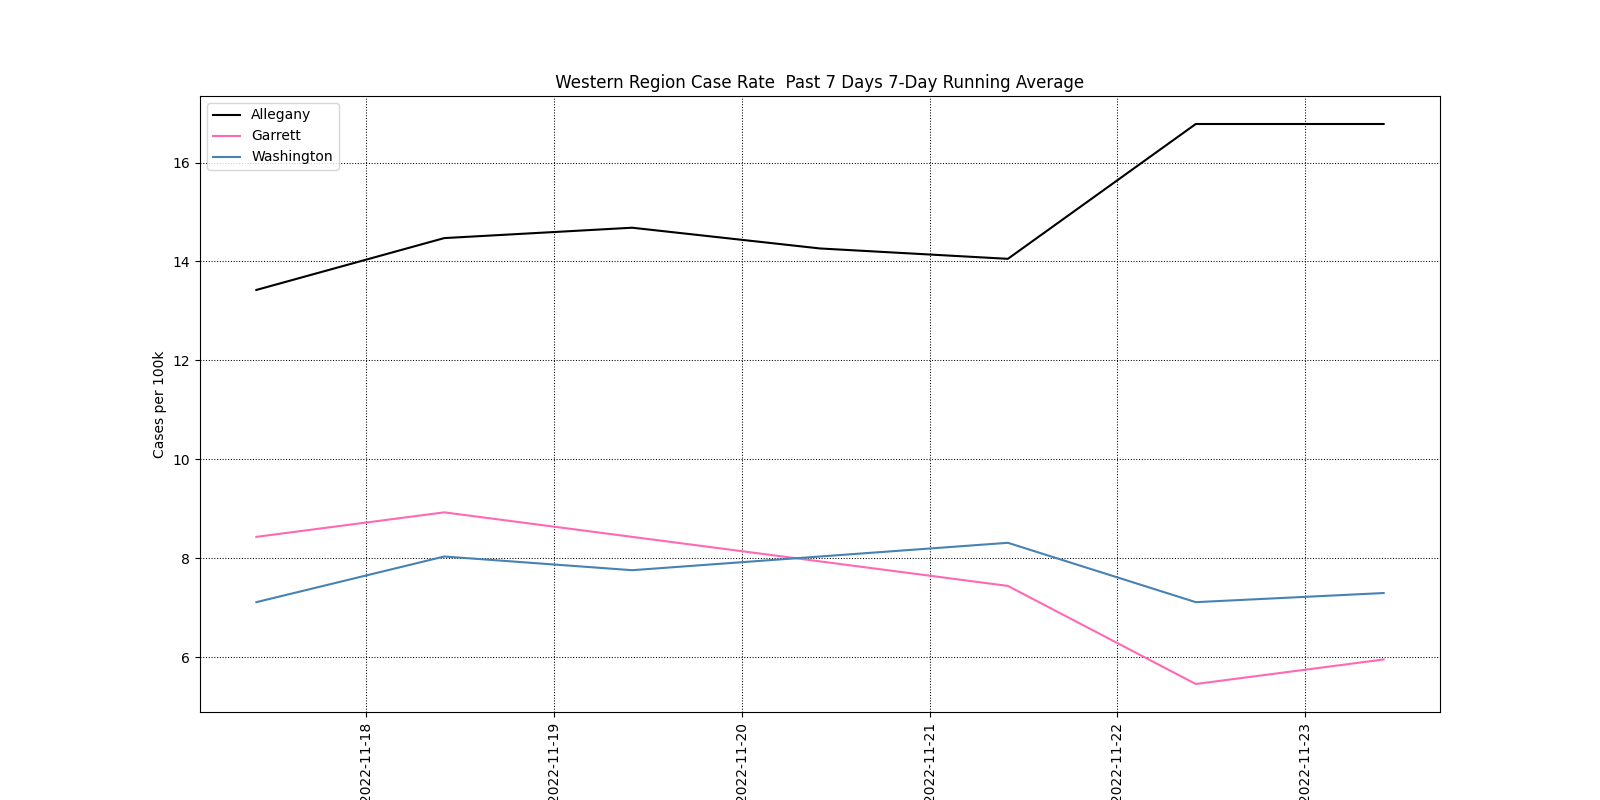 Western Region Case Rate  Past 7 Days 7-Day Running Average
Allegany
Garrett
Washington
Cases per 100k
16
14
12
10
8
6
2022-11-18
2022-11-19
2022-11-20
2022-11-21
2022-11-22
2022-11-23